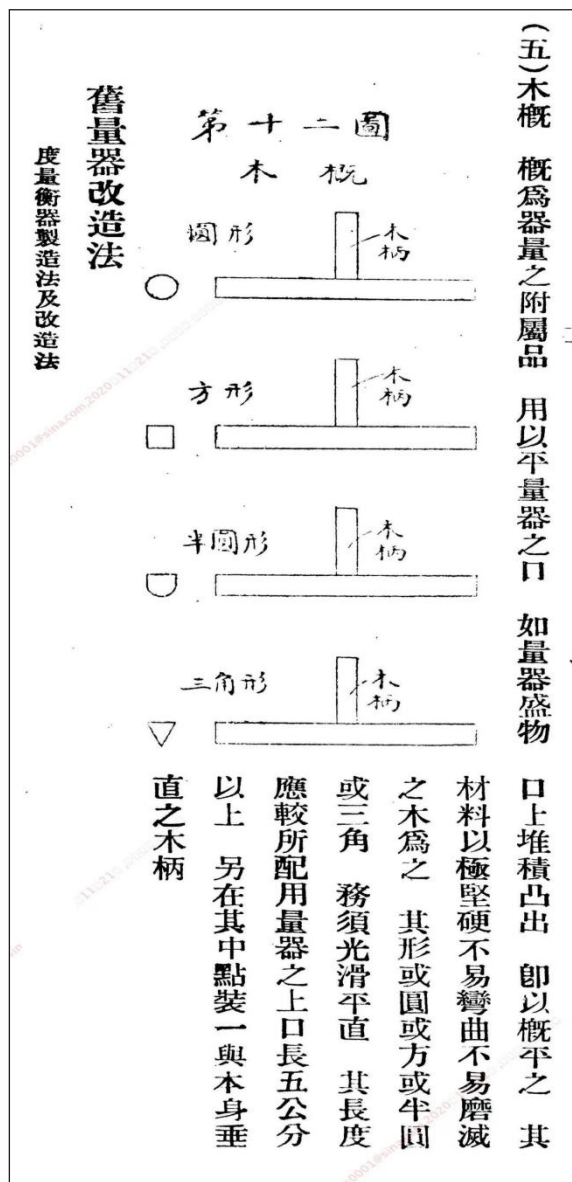 (五)木槪　槪爲器量之附屬品　用以平量器之口　如量器盛物
口上堆積凸出　卽以槪平之　其
材料以極堅硬不易彎曲不易磨滅
之木爲之　其形或圓或方或半圓
或三角　務須光滑平直　其長度
應較所配用量器之上口長五公分
以上　另在其中點裝一與本身垂
直之木柄
第十二圖
木槪
圓形
木柄
方形
木柄
半圓形
木柄
三角形
木柄
舊量器改造法
度量衡器製造法及改造法